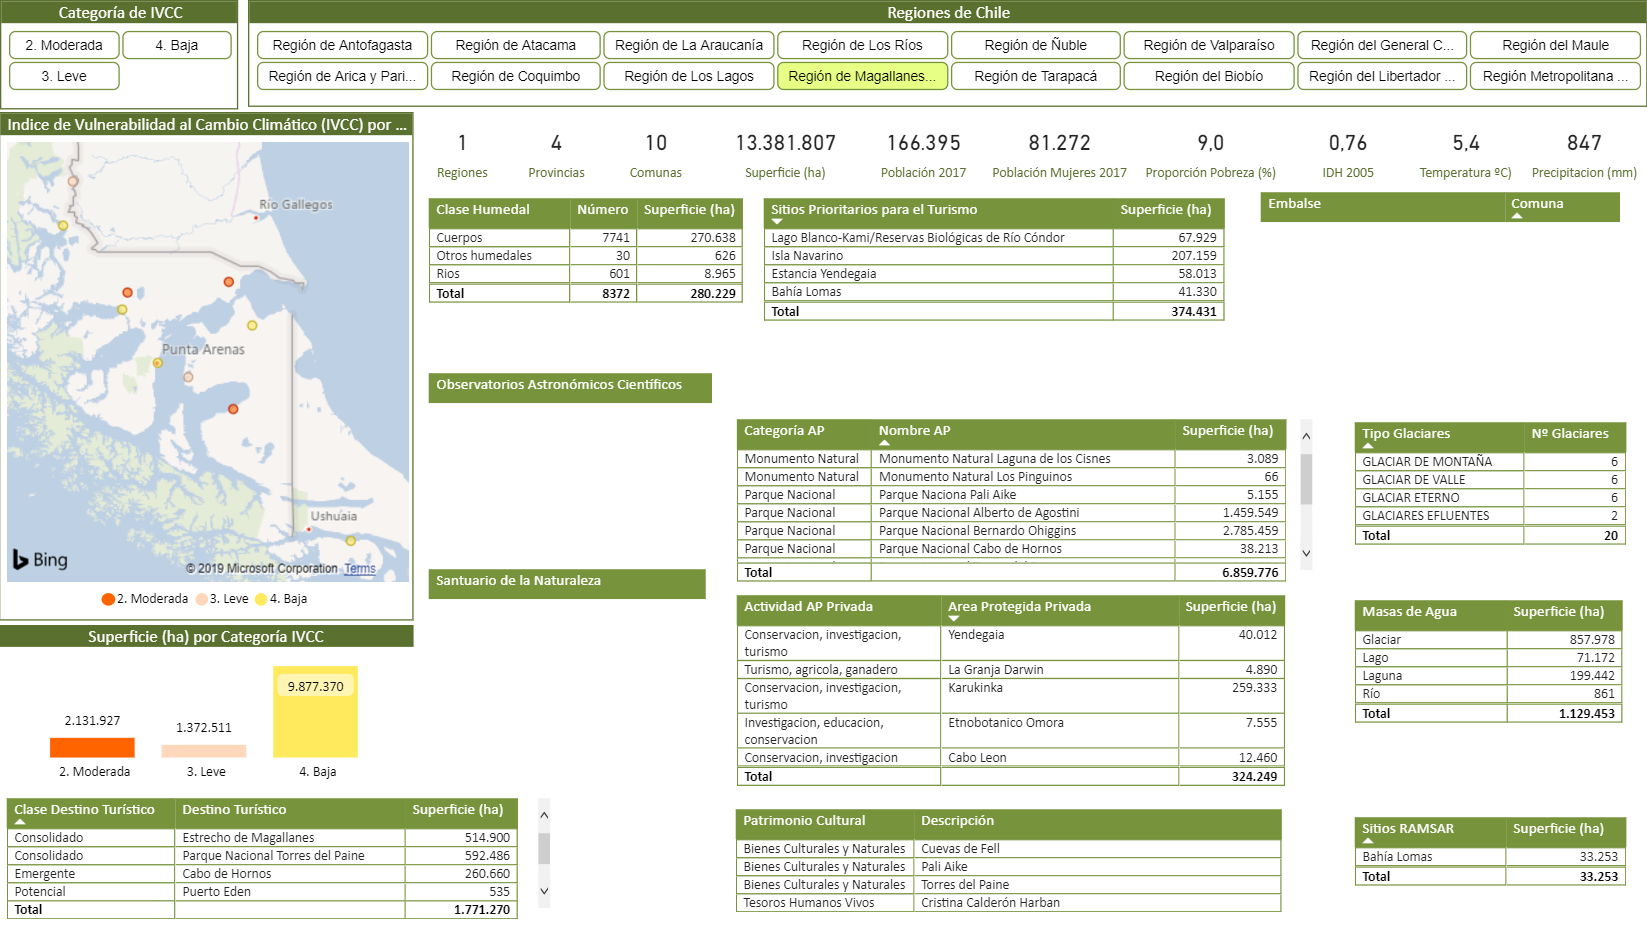 Categoría de IVCC
2. Moderada
4. Baja
3. Leve
Regiones de Chile
Región de Antofagasta
Región de Atacama
Región de La Araucanía
Región de Los Ríos
Región de Ñuble
Región de Valparaíso
Región del General C...
Región del Maule
Región de Arica y Pari...
Región de Coquimbo
Región de Los Lagos
Región de Magallanes...
Región de Tarapacá
Región del Biobío
Región del Libertador ...
Región Metropolitana ...
Indice de Vulnerabilidad al Cambio Climático (IVCC) por ...
Río Gallegos
Punta Arenas
Ushuaia
Bing
© 2019 Microsoft Corporation Terms
2. Moderada 3. Leve 4. Baja
1 4 10 13.381.807 166.395 81.272 9,0 0,76 5,4 847
Regiones Provincias Comunas Superficie (ha) Población 2017 Población Mujeres 2017 Proporción Pobreza (%) IDH 2005 Temperatura ºC) Precipitacion (mm)
Clase Humedal Número Superficie (ha)
Cuerpos 7741 270.638
Otros humedales 30 626
Rios 601 8.965
Total 8372 280.229
Sitios Prioritarios para el Turismo Superficie (ha)
Lago Blanco-Kami/Reservas Biológicas de Río Cóndor 67.929
Isla Navarino 207.159
Estancia Yendegaia 58.013
Bahía Lomas 41.330
Total 374.431
Embalse Comuna
Observatorios Astronómicos Científicos
Categoría AP Nombre AP Superficie (ha)
Monumento Natural Monumento Natural Laguna de los Cisnes 3.089
Monumento Natural Monumento Natural Los Pinguinos 66
Parque Nacional Parque Naciona Pali Aike 5.155
Parque Nacional Parque Nacional Alberto de Agostini 1.459.549
Parque Nacional Parque Nacional Bernardo Ohiggins 2.785.459
Parque Nacional Parque Nacional Cabo de Hornos 38.213
Total 6.859.776
Tipo Glaciares Nº Glaciares
GLACIAR DE MONTAÑA 6
GLACIAR DE VALLE 6
GLACIAR ETERNO 6
GLACIARES EFLUENTES 2
Total 20
Santuario de la Naturaleza
Actividad AP Privada Area Protegida Privada Superficie (ha)
Conservacion, investigacion, Yendegaia 40.012
turismo
Turismo, agricola, ganadero La Granja Darwin 4.890
Conservacion, investigacion, Karukinka 259.333
turismo
Investigacion, educacion, Etnobotanico Omora 7.555
conservacion
Conservacion, investigacion Cabo Leon 12.460
Total 324.249
Masas de Agua Superficie (ha)
Glaciar 857.978
Lago 71.172
Laguna 199.442
Río 861
Total 1.129.453
Superficie (ha) por Categoría IVCC
9.877.370
2.131.927
1.372.511
2. Moderada 3. Leve 4. Baja
Clase Destino Turístico Destino Turístico Superficie (ha)
Consolidado Estrecho de Magallanes 514.900
Consolidado Parque Nacional Torres del Paine 592.486
Emergente Cabo de Hornos 260.660
Potencial Puerto Eden 535
Total 1.771.270
Patrimonio Cultural Descripción
Bienes Culturales y Naturales Cuevas de Fell
Bienes Culturales y Naturales Pali Aike
Bienes Culturales y Naturales Torres del Paine
Tesoros Humanos Vivos Cristina Calderón Harban
Sitios RAMSAR Superficie (ha)
Bahía Lomas 33.253
Total 33.253